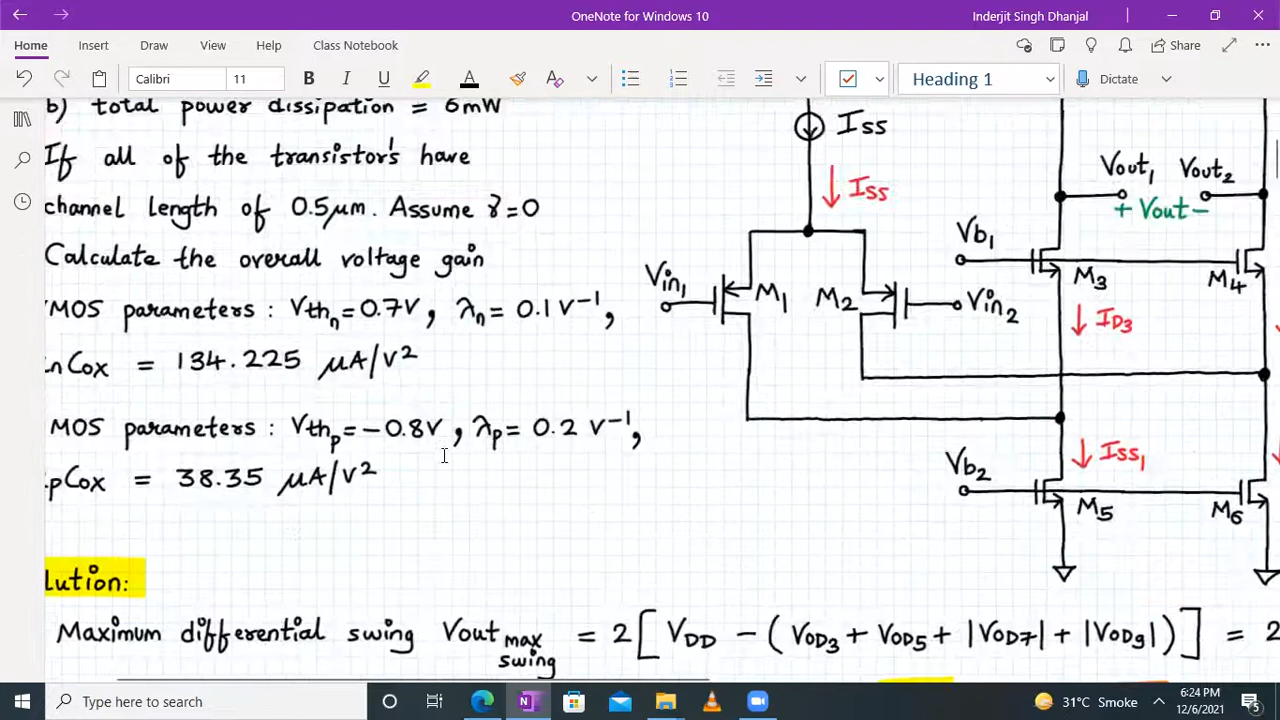 OneNote for Windows 10
Inderjit Singh Dhanjal
Home Insert Draw View Help Class Notebook
Share
Calibri 11 B I U A Heading 1 Dictate
b) total power dissipation = 6mW
If all of the transistor's have
channel length of 0.5μm. Assume γ=0
Calculate the overall voltage gain
MOS parameters : Vthn=0.7V, λn = 0.1 V⁻¹,
nCox = 134.225 μA/V²
MOS parameters : Vthp=-0.8V, λp= 0.2 V⁻¹,
pCox = 38.35 μA/V²
Iss
Iss
Vout1 Vout2
+ Vout -
Vb1
M3 M4
Vin1 M1 M2 Vin2
ID3
Iss1
Vb2
M5 M6
lution:
Maximum differential swing Vout max swing = 2[VDD - (VOD3 + VOD5 + |VOD7| + |VOD9|)] = 2
Type here to search
31°C Smoke
6:24 PM
12/6/2021
5